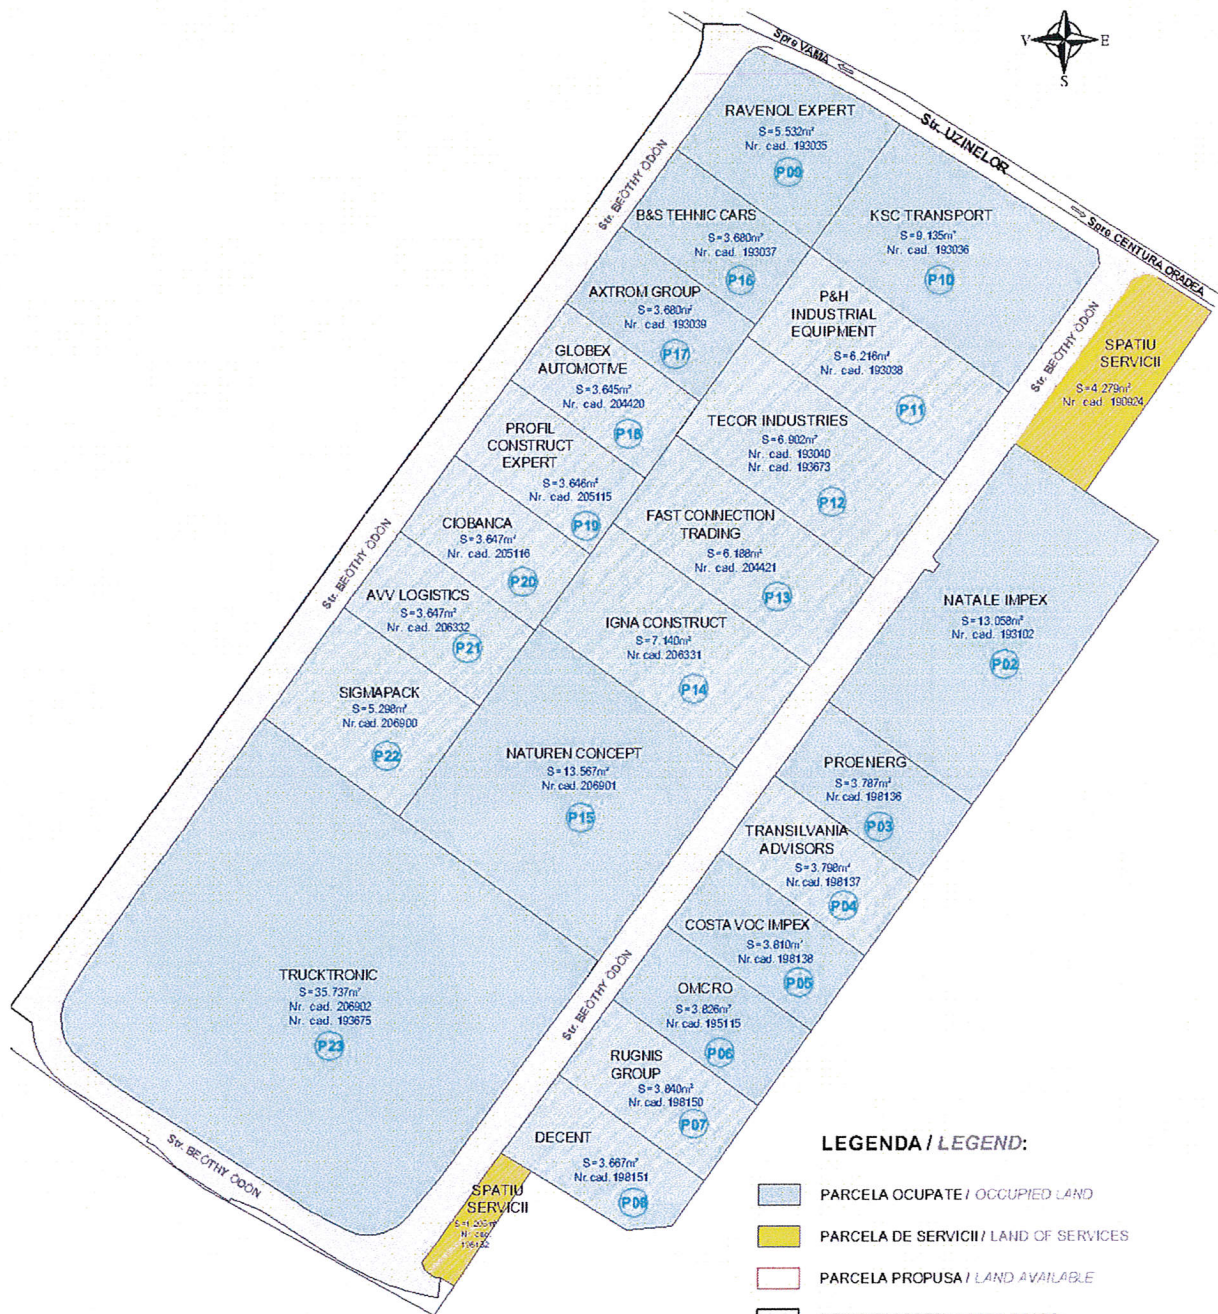 V
E
S
Spre VAMA
Str. UZINELOR
Spre CENTURA ORADEA
Str. BEÖTHY ÖDÖN
RAVENOL EXPERT
S=5.532m²
Nr. cad. 193035
P09
KSC TRANSPORT
S=9.135m²
Nr. cad. 193036
P10
B&S TEHNIC CARS
S=3.680m²
Nr. cad. 193037
P16
AXTROM GROUP
S=3.680m²
Nr. cad. 193039
P17
P&H
INDUSTRIAL
EQUIPMENT
S=6.216m²
Nr. cad. 193038
P11
Str. BEÖTHY ÖDÖN
SPATIU
SERVICII
S=4.279m²
Nr. cad. 190924
GLOBEX
AUTOMOTIVE
S=3.645m²
Nr. cad. 204420
P18
TECOR INDUSTRIES
S=6.902m²
Nr. cad. 193040
193673
P12
PROFIL
CONSTRUCT
EXPERT
S=3.646m²
Nr. cad. 205115
P19
FAST CONNECTION
TRADING
S=6.188m²
Nr. cad. 204421
P13
CIOBANCA
S=3.647m²
Nr. cad. 205116
P20
Str. BEÖTHY ÖDÖN
AVV LOGISTICS
S=3.647m²
Nr. cad. 206332
P21
IGNA CONSTRUCT
S=7.140m²
Nr. cad. 206331
P14
NATALE IMPEX
S=13.058m²
Nr. cad. 193102
P02
SIGMAPACK
S=5.298m²
Nr. cad. 206900
P22
NATUREN CONCEPT
S=13.567m²
Nr. cad. 206901
P15
PROENERG
S=3.787m²
Nr. cad. 198136
P03
TRANSILVANIA
ADVISORS
S=3.798m²
Nr. cad. 198137
P04
COSTA VOC IMPEX
S=3.810m²
Nr. cad. 198138
P05
TRUCKTRONIC
S=35.737m²
Nr. cad. 206902
Nr. cad. 193675
P23
Str. BEÖTHY ÖDÖN
OMCRO
S=3.826m²
Nr. cad. 195115
P06
RUGNIS
GROUP
S=3.840m²
Nr. cad. 198150
P07
DECENT
S=3.667m²
Nr. cad. 198151
P08
Str. BEÖTHY ÖDÖN
SPATIU
SERVICII
Nr. cad.
LEGENDA / LEGEND:
PARCELA OCUPATE / OCCUPIED LAND
PARCELA DE SERVICII / LAND OF SERVICES
PARCELA PROPUSA / LAND AVAILABLE